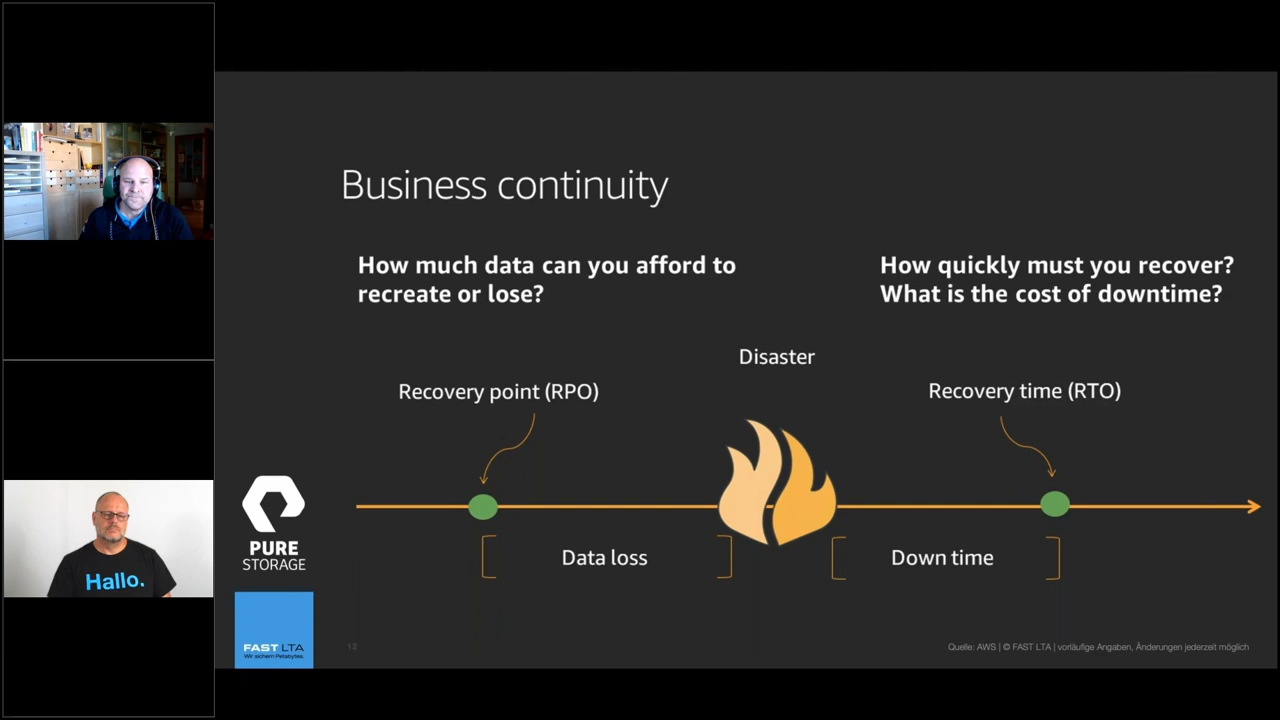 Business continuity
How much data can you afford to
recreate or lose?
How quickly must you recover?
What is the cost of downtime?
Disaster
Recovery point (RPO)
Recovery time (RTO)
Data loss
Down time
PURE
STORAGE
FAST LTA
Wir sichern Petabytes.
13
Quelle: AWS | © FAST LTA | vorläufige Angaben, Änderungen jederzeit möglich
Hallo.